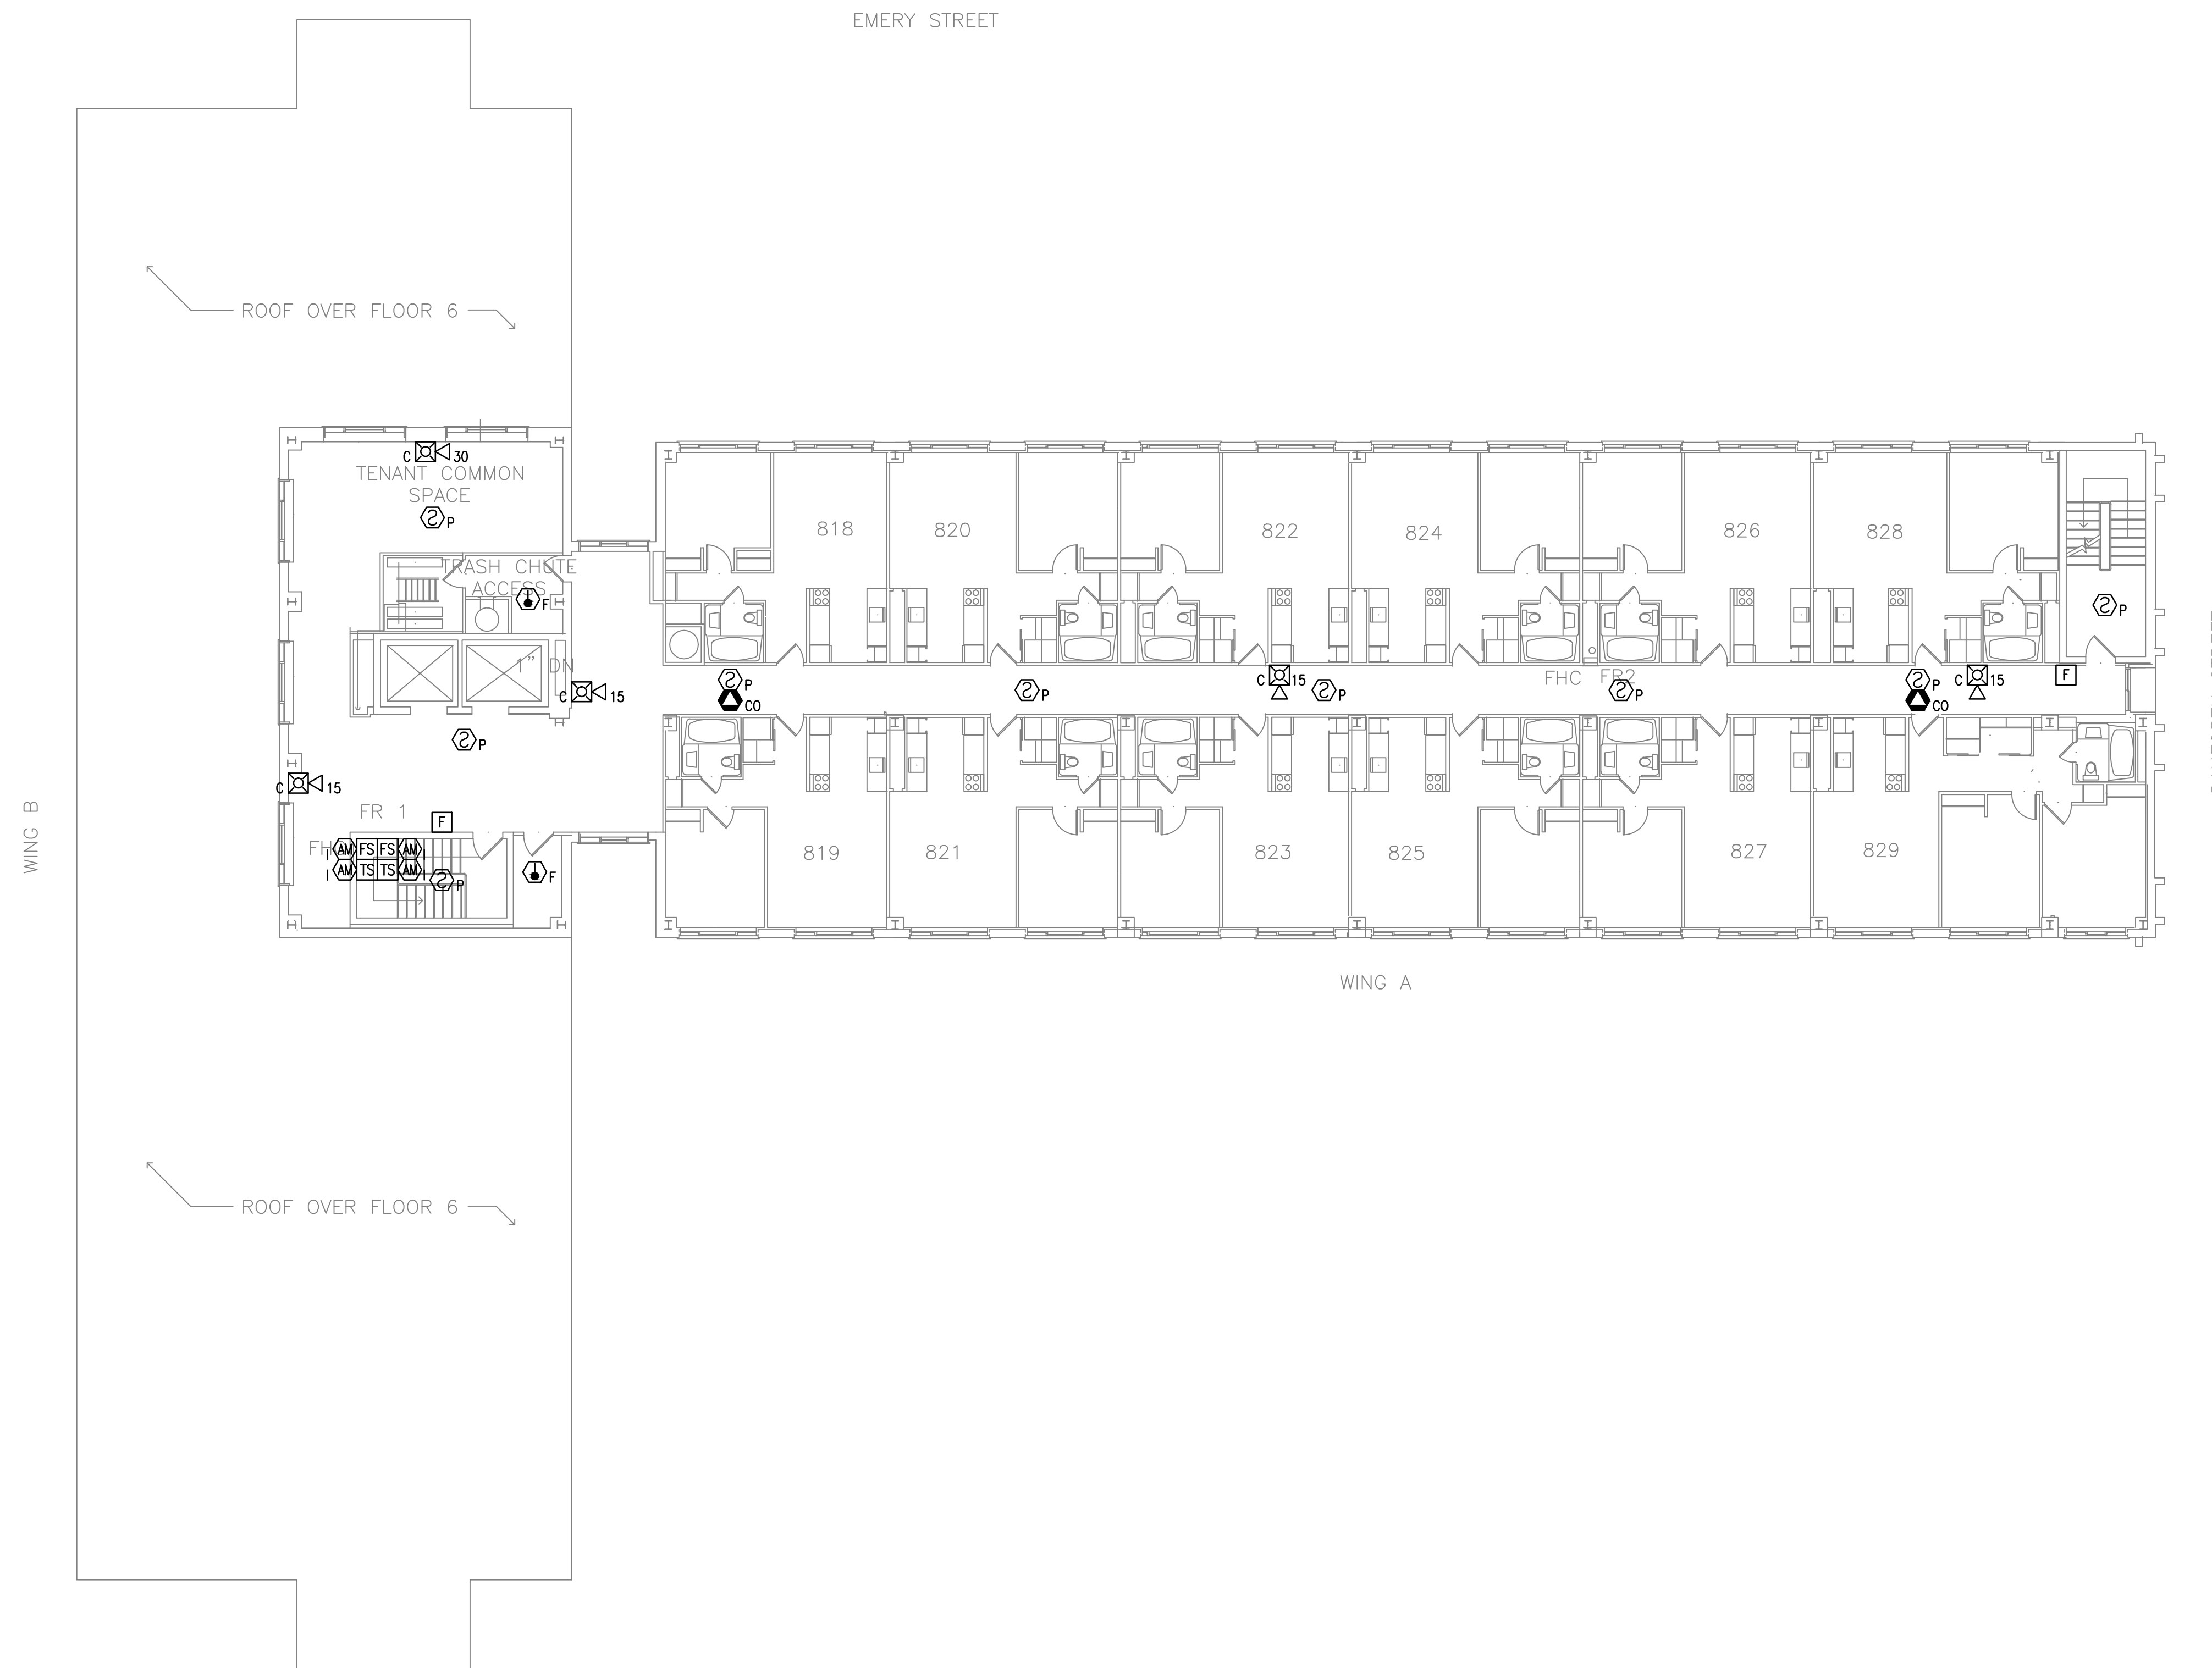 EMERY STREET
ROOF OVER FLOOR 6
C 30
TENANT COMMON
SPACE
S P
TRASH CHUTE
ACCESS
F
1" DN
C 15
S P
C 15
FR 1
F
AM FS FS AM
I I
AM TS TS AM
I I
S P
F
818
820
822
824
826
828
S P
S P
CO
S P
C 15
S P
FHC FR2
S P
S P
CO
C 15
F
819
821
823
825
827
829
WING B
WING A
ROOF OVER FLOOR 6